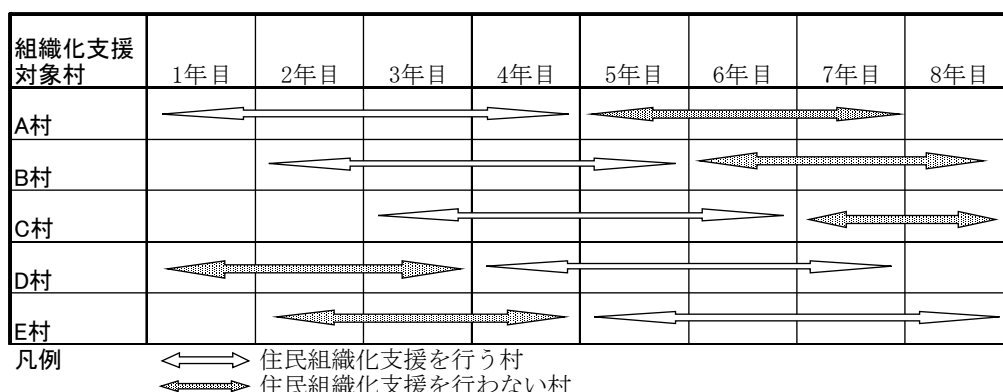 組織化支援
対象村 1年目 2年目 3年目 4年目 5年目 6年目 7年目 8年目
A村
B村
C村
D村
E村
凡例 住民組織化支援を行う村
住民組織化支援を行わない村